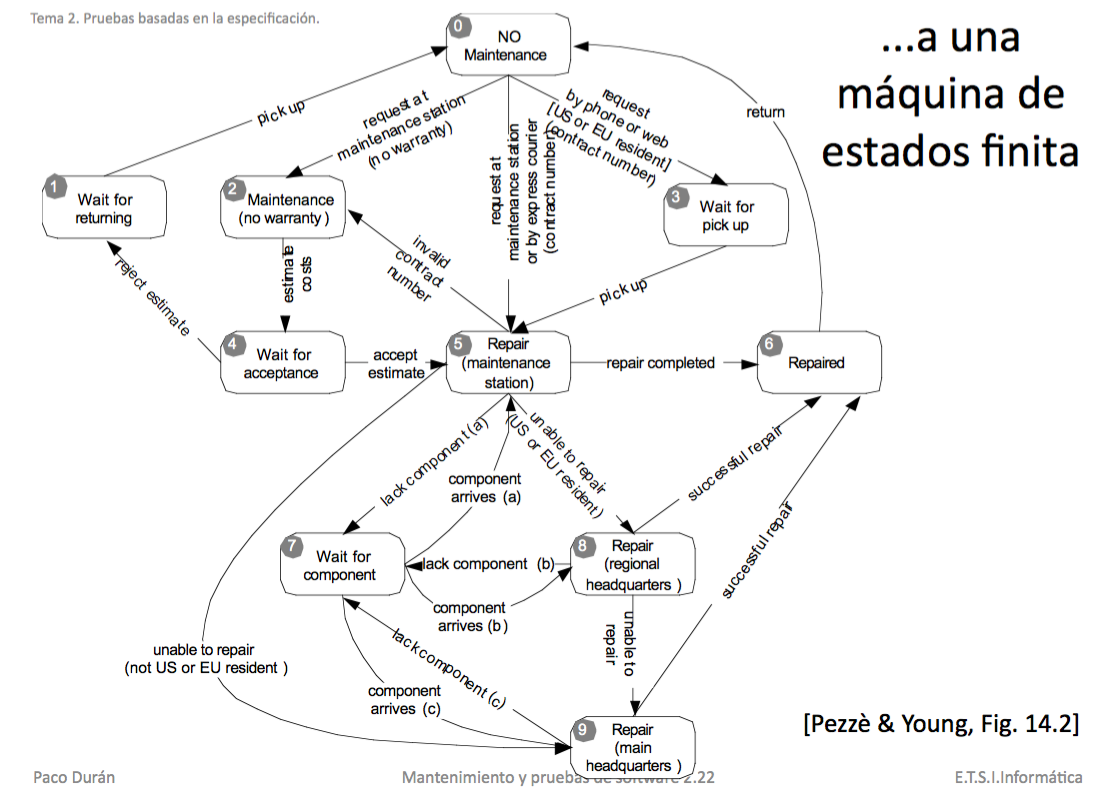 Tema 2. Pruebas basadas en la especificación.
...a una
máquina de
estados finita
0
NO
Maintenance
pick up
request at
maintenance station
(no warranty)
request at
maintenance station
or by express courier
(contract number)
request
by phone or web
[US or EU resident]
(contract number)
return
1
Wait for
returning
2
Maintenance
(no warranty )
3
Wait for
pick up
reject estimate
estimate
costs
invalid
contract
number
pick up
4
Wait for
acceptance
accept
estimate
5
Repair
(maintenance
station)
repair completed
6
Repaired
lack component (a)
component
arrives (a)
unable to repair
(US or EU resident)
successful repair
successful repair
7
Wait for
component
lack component (b)
component
arrives (b)
8
Repair
(regional
headquarters )
unable to repair
(not US or EU resident )
lack component (c)
component
arrives (c)
unable to
repair
9
Repair
(main
headquarters )
[Pezzè & Young, Fig. 14.2]
Paco Durán
Mantenimiento y pruebas de software 2.22
E.T.S.I.Informática